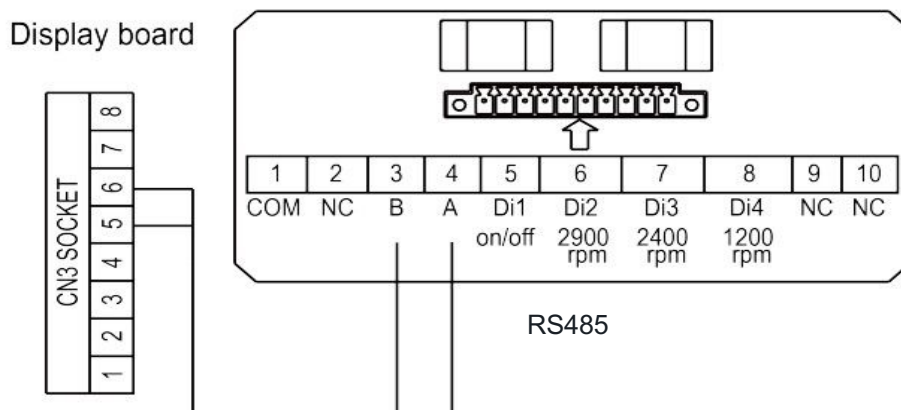 Display board
CN3 SOCKET
8
7
6
5
4
3
2
1
1 2 3 4 5 6 7 8 9 10
COM NC B A Di1 Di2 Di3 Di4 NC NC
on/off 2900 2400 1200
rpm rpm rpm
RS485